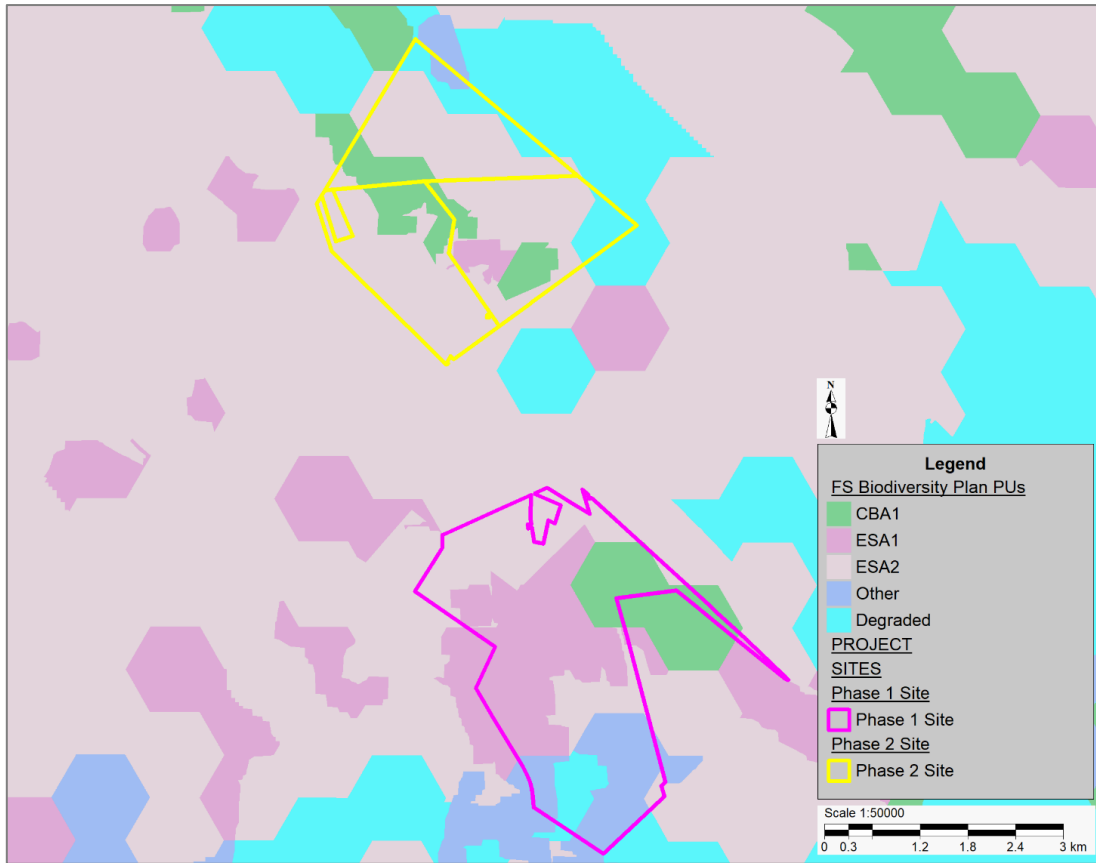 N
Legend
FS Biodiversity Plan PUs
CBA1
ESA1
ESA2
Other
Degraded
PROJECT
SITES
Phase 1 Site
Phase 1 Site
Phase 2 Site
Phase 2 Site
Scale 1:50000
0 0.3 1.2 1.8 2.4 3 km